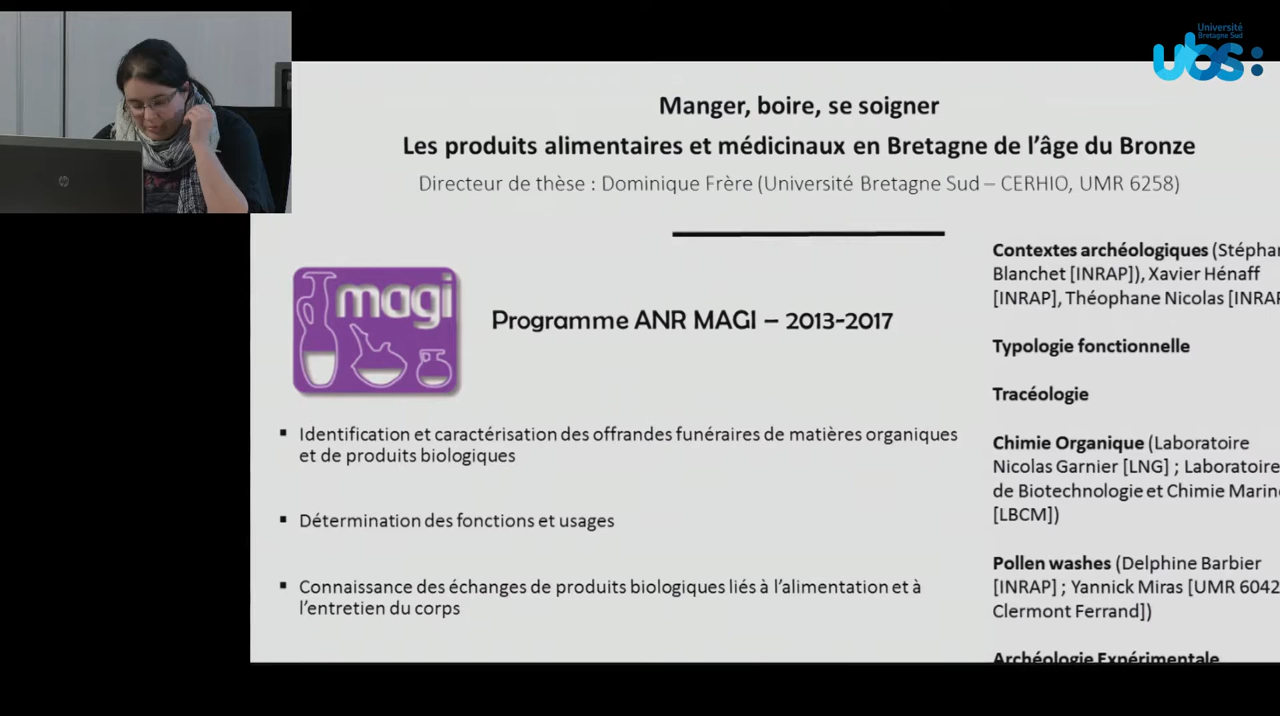 Université
Bretagne Sud
ubs:
Manger, boire, se soigner
Les produits alimentaires et médicinaux en Bretagne de l'âge du Bronze
Directeur de thèse : Dominique Frère (Université Bretagne Sud – CERHIO, UMR 6258)
magi
Programme ANR MAGI – 2013-2017
▪ Identification et caractérisation des offrandes funéraires de matières organiques
et de produits biologiques
▪ Détermination des fonctions et usages
▪ Connaissance des échanges de produits biologiques liés à l'alimentation et à
l'entretien du corps
Contextes archéologiques (Stéphan
Blanchet [INRAP]), Xavier Hénaff
[INRAP], Théophane Nicolas [INRA
Typologie fonctionnelle
Tracéologie
Chimie Organique (Laboratoire
Nicolas Garnier [LNG] ; Laboratoire
de Biotechnologie et Chimie Marin
[LBCM])
Pollen washes (Delphine Barbier
[INRAP] ; Yannick Miras [UMR 6042
Clermont Ferrand])
Archéologie Expérimentale
hp